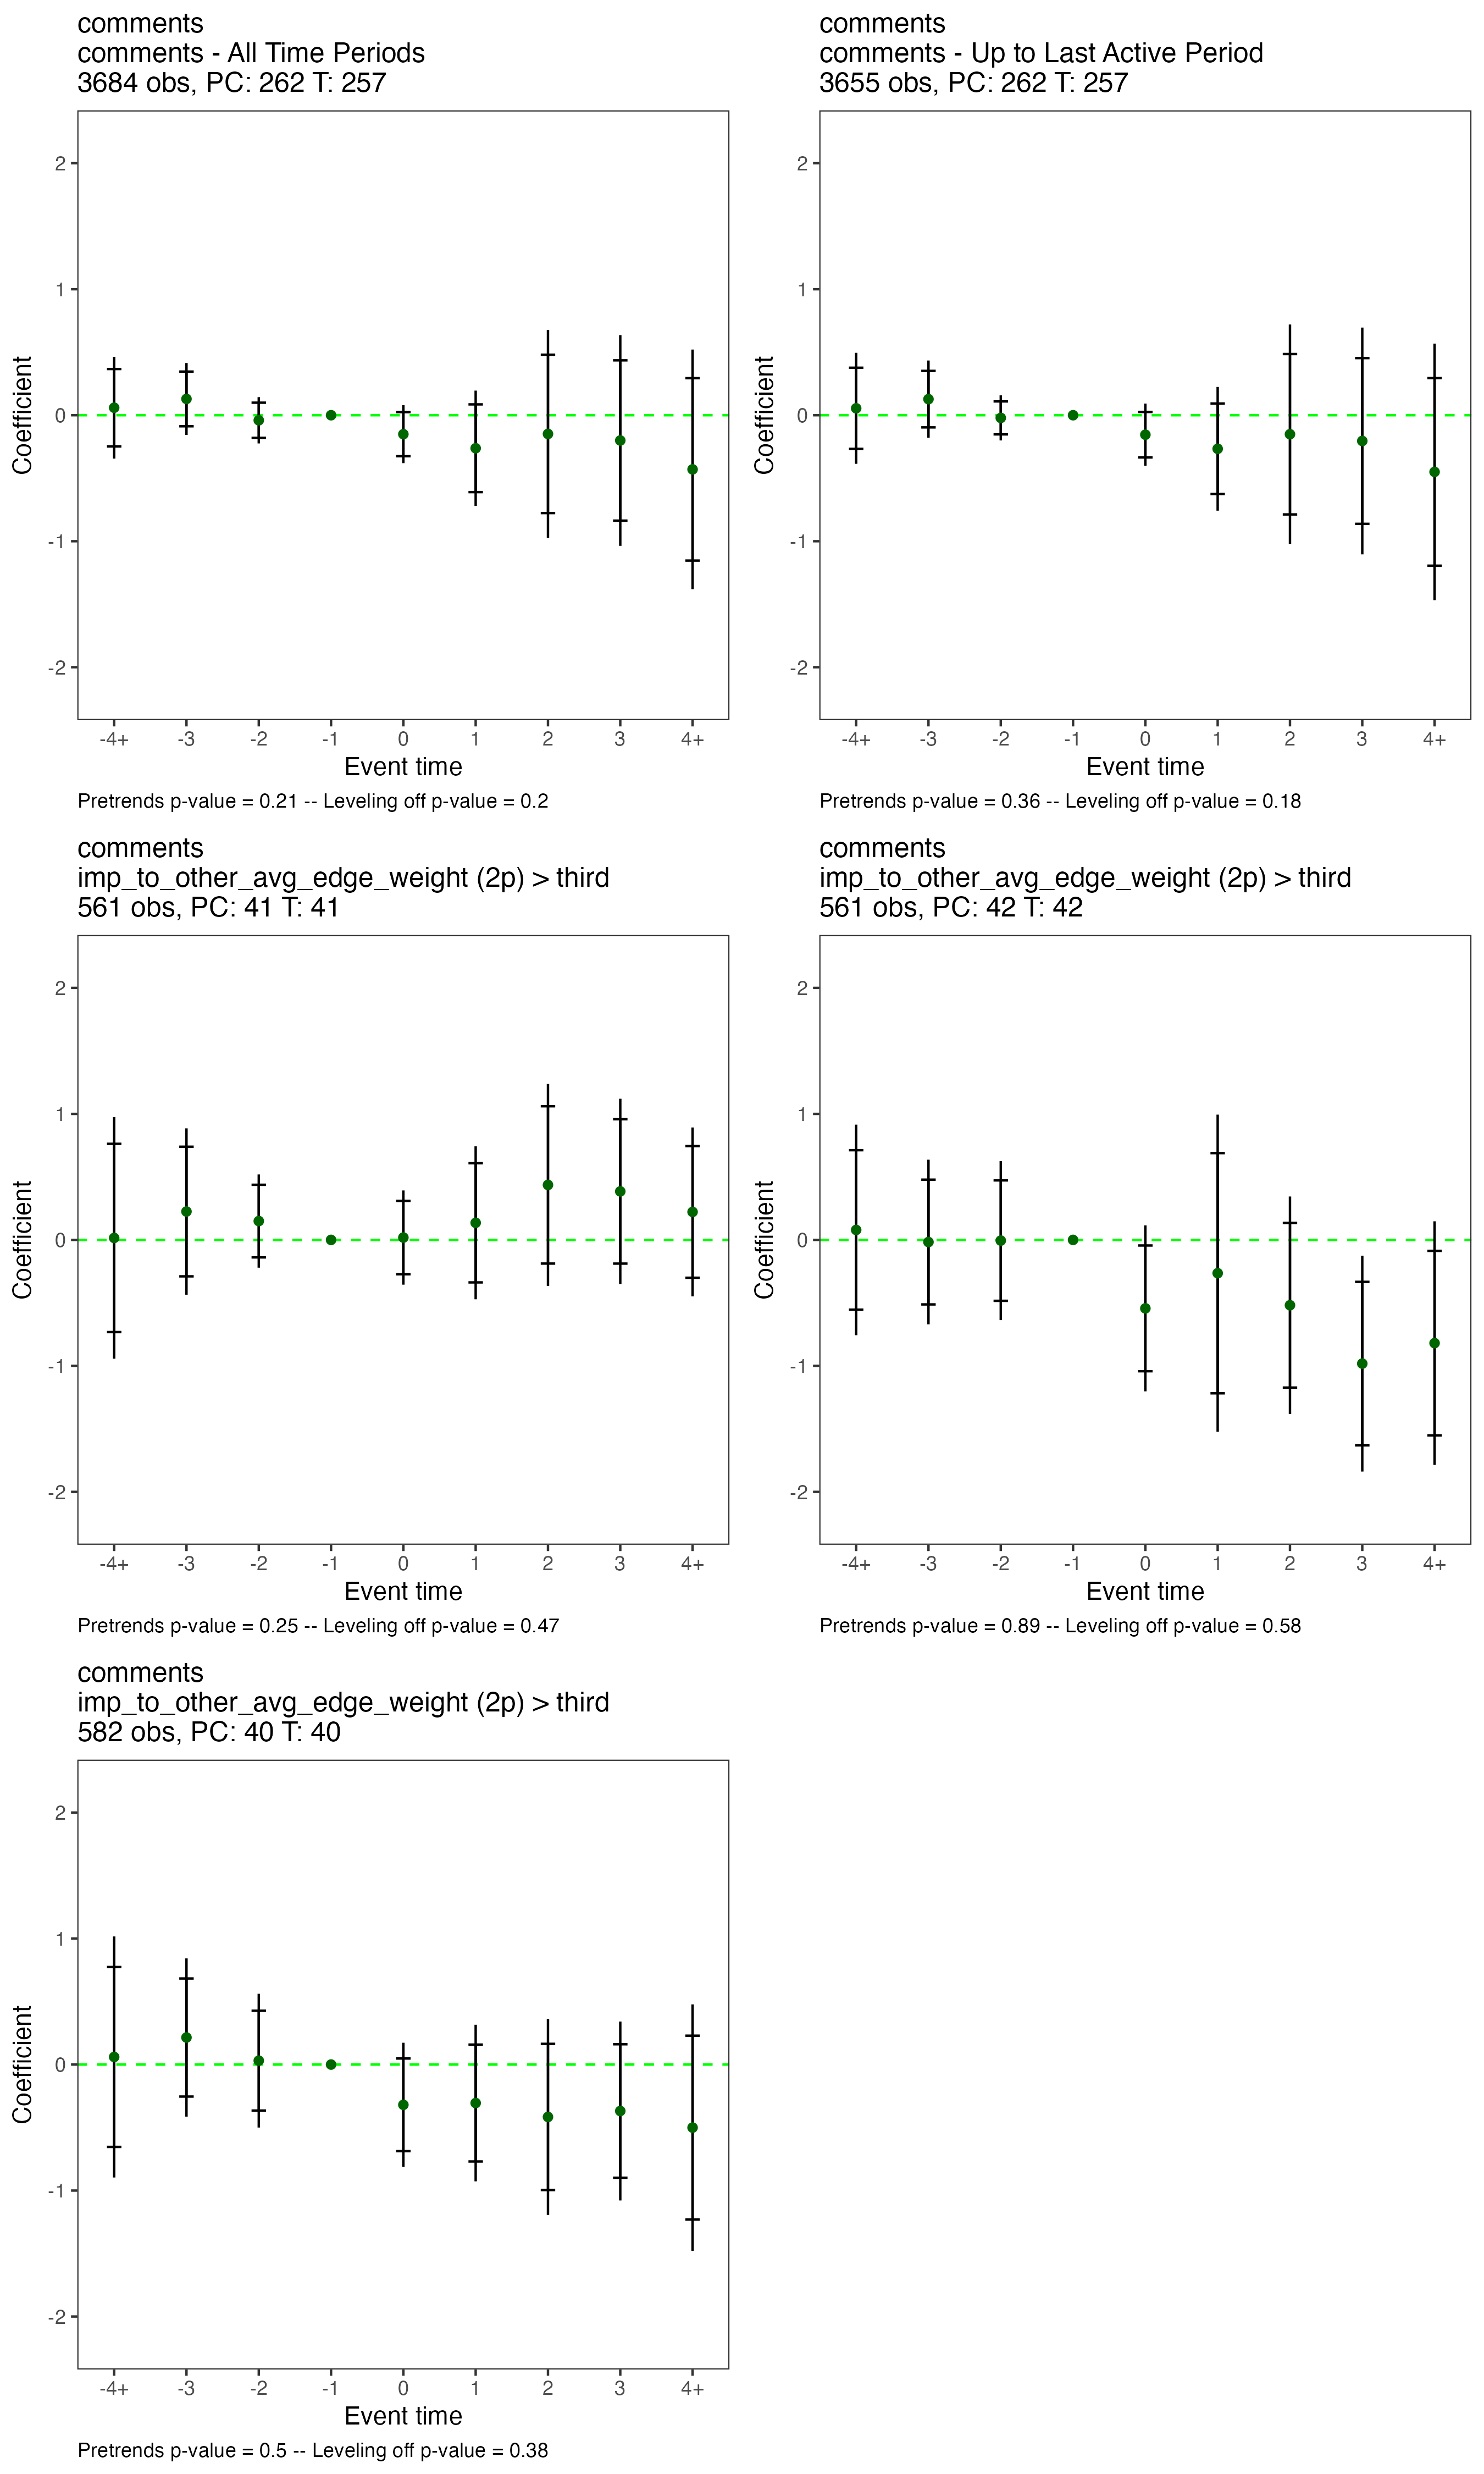 comments
comments - All Time Periods
3684 obs, PC: 262 T: 257
2
1
0
-1
-2
Coefficient
-4+ -3 -2 -1 0 1 2 3 4+
Event time
Pretrends p-value = 0.21 -- Leveling off p-value = 0.2
comments
comments - Up to Last Active Period
3655 obs, PC: 262 T: 257
2
1
0
-1
-2
Coefficient
-4+ -3 -2 -1 0 1 2 3 4+
Event time
Pretrends p-value = 0.36 -- Leveling off p-value = 0.18
comments
imp_to_other_avg_edge_weight (2p) > third
561 obs, PC: 41 T: 41
2
1
0
-1
-2
Coefficient
-4+ -3 -2 -1 0 1 2 3 4+
Event time
Pretrends p-value = 0.25 -- Leveling off p-value = 0.47
comments
imp_to_other_avg_edge_weight (2p) > third
561 obs, PC: 42 T: 42
2
1
0
-1
-2
Coefficient
-4+ -3 -2 -1 0 1 2 3 4+
Event time
Pretrends p-value = 0.89 -- Leveling off p-value = 0.58
comments
imp_to_other_avg_edge_weight (2p) > third
582 obs, PC: 40 T: 40
2
1
0
-1
-2
Coefficient
-4+ -3 -2 -1 0 1 2 3 4+
Event time
Pretrends p-value = 0.5 -- Leveling off p-value = 0.38